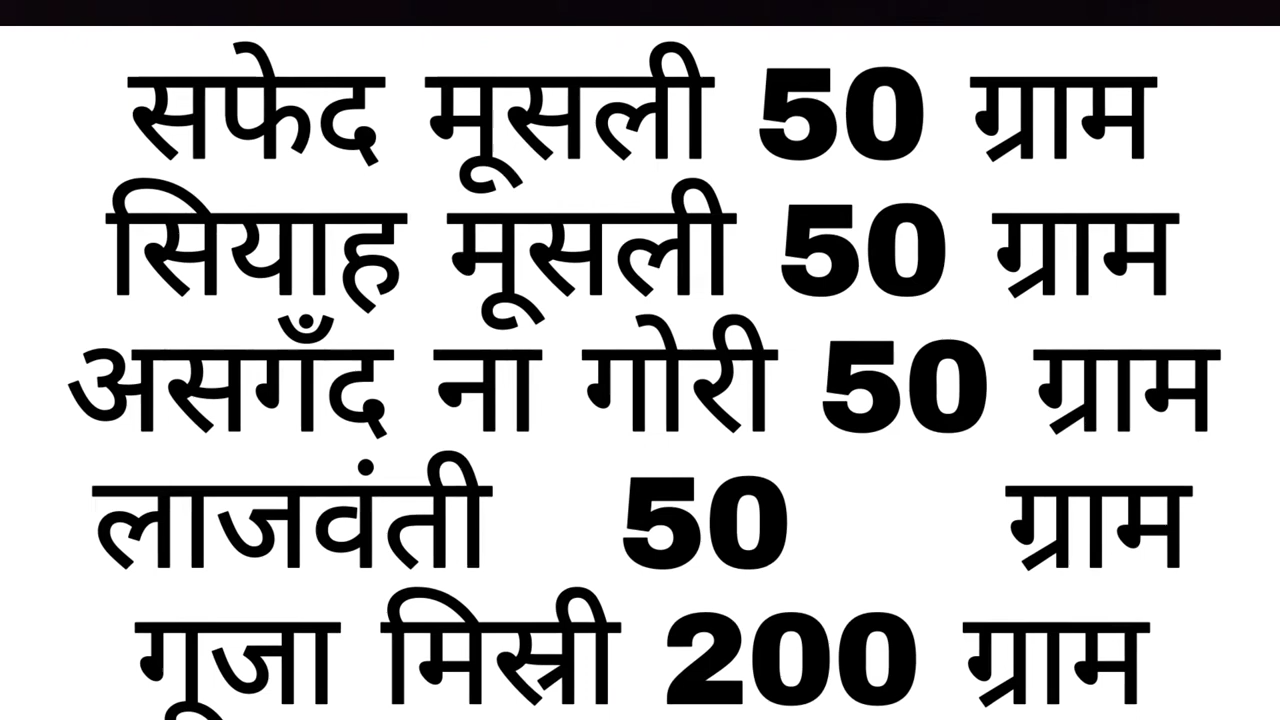 सफेद मूसली 50 ग्राम
सियाह मूसली 50 ग्राम
असगँद ना गोरी 50 ग्राम
लाजवंती 50 ग्राम
गूजा मिस्री 200 ग्राम